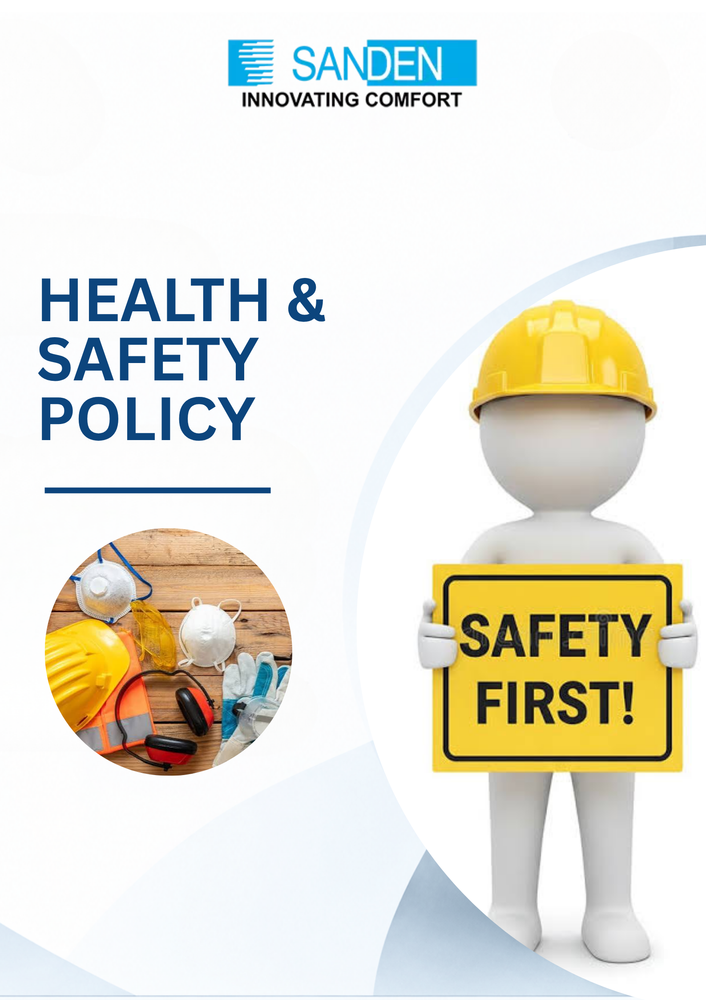 SANDEN
INNOVATING COMFORT
HEALTH &
SAFETY
POLICY
SAFETY
FIRST!